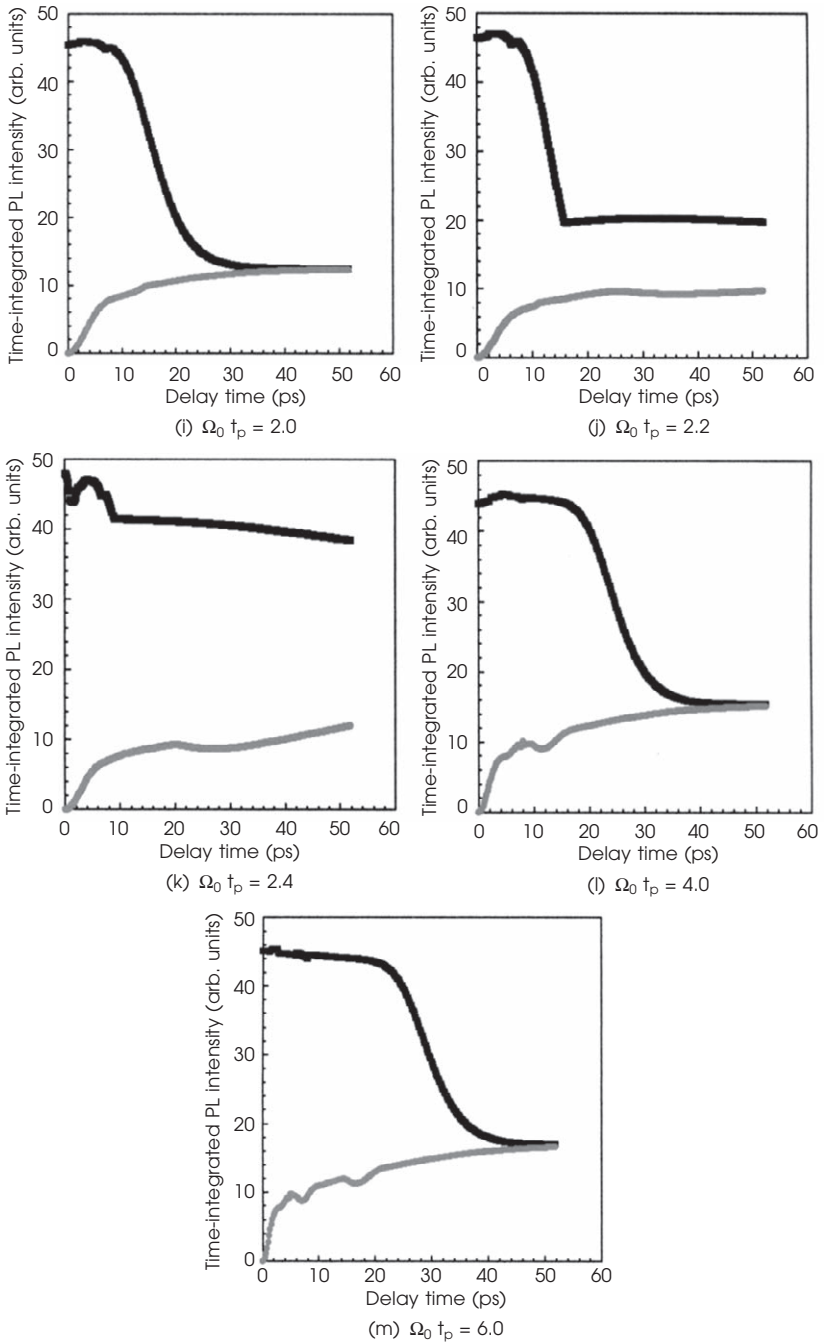 Time-integrated PL intensity (arb. units)
50
40
30
20
10
0
0 10 20 30 40 50 60
Delay time (ps)
(i) Ω₀ tₚ = 2.0
Time-integrated PL intensity (arb. units)
50
40
30
20
10
0
0 10 20 30 40 50 60
Delay time (ps)
(j) Ω₀ tₚ = 2.2
Time-integrated PL intensity (arb. units)
50
40
30
20
10
0
0 10 20 30 40 50 60
Delay time (ps)
(k) Ω₀ tₚ = 2.4
Time-integrated PL intensity (arb. units)
50
40
30
20
10
0
0 10 20 30 40 50 60
Delay time (ps)
(l) Ω₀ tₚ = 4.0
Time-integrated PL intensity (arb. units)
50
40
30
20
10
0
0 10 20 30 40 50 60
Delay time (ps)
(m) Ω₀ tₚ = 6.0